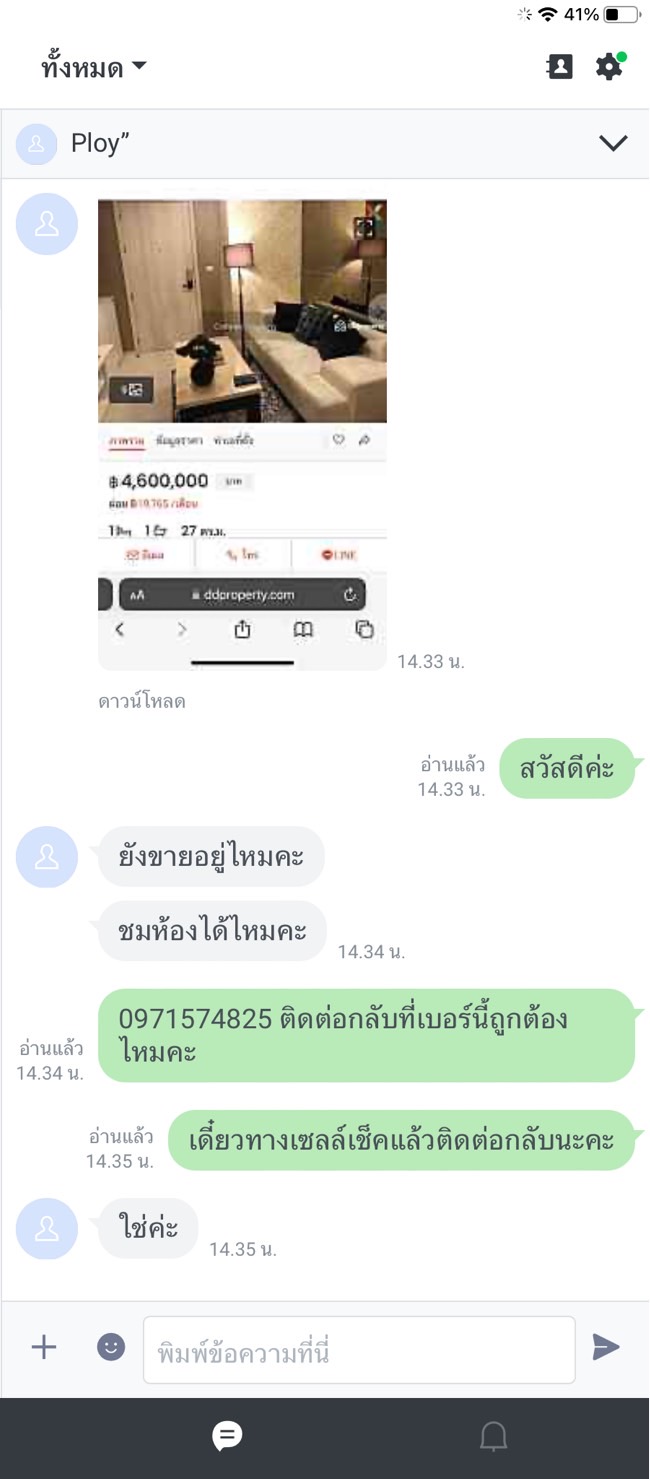 41%
ทั้งหมด
Ploy”
ภาพรวม ข้อมูลราคา ทำเลที่ตั้ง
฿4,600,000 บาท
ผ่อน ฿19,765 /เดือน
1 1 27 ตร.ม.
อีเมล โทร LINE
AA ddproperty.com
14.33 น.
ดาวน์โหลด
อ่านแล้ว
14.33 น.
สวัสดีค่ะ
ยังขายอยู่ไหมคะ
ชมห้องได้ไหมคะ
14.34 น.
0971574825 ติดต่อกลับที่เบอร์นี้ถูกต้อง
ไหมคะ
อ่านแล้ว
14.34 น.
เดี๋ยวทางเซลล์เช็คแล้วติดต่อกลับนะคะ
อ่านแล้ว
14.35 น.
ใช่ค่ะ
14.35 น.
พิมพ์ข้อความที่นี่